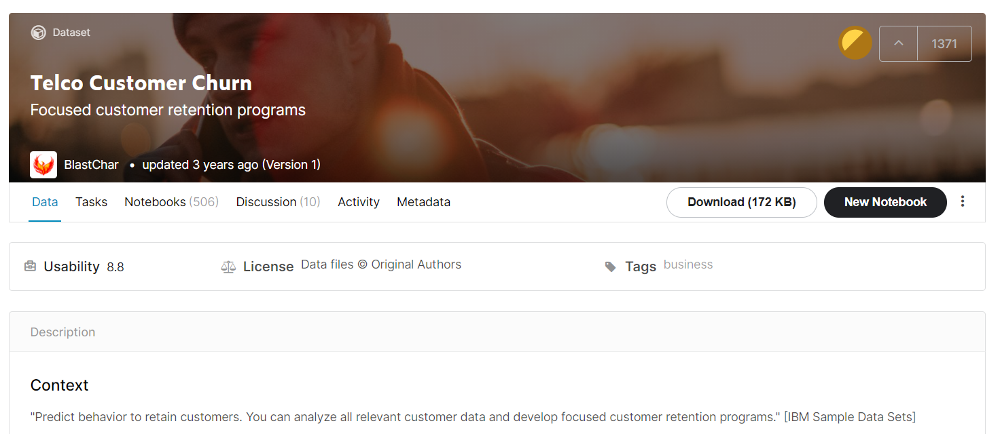 Dataset
1371
Telco Customer Churn
Focused customer retention programs
BlastChar • updated 3 years ago (Version 1)
Data Tasks Notebooks (506) Discussion (10) Activity Metadata Download (172 KB) New Notebook
Usability 8.8 License Data files © Original Authors Tags business
Description
Context
"Predict behavior to retain customers. You can analyze all relevant customer data and develop focused customer retention programs." [IBM Sample Data Sets]